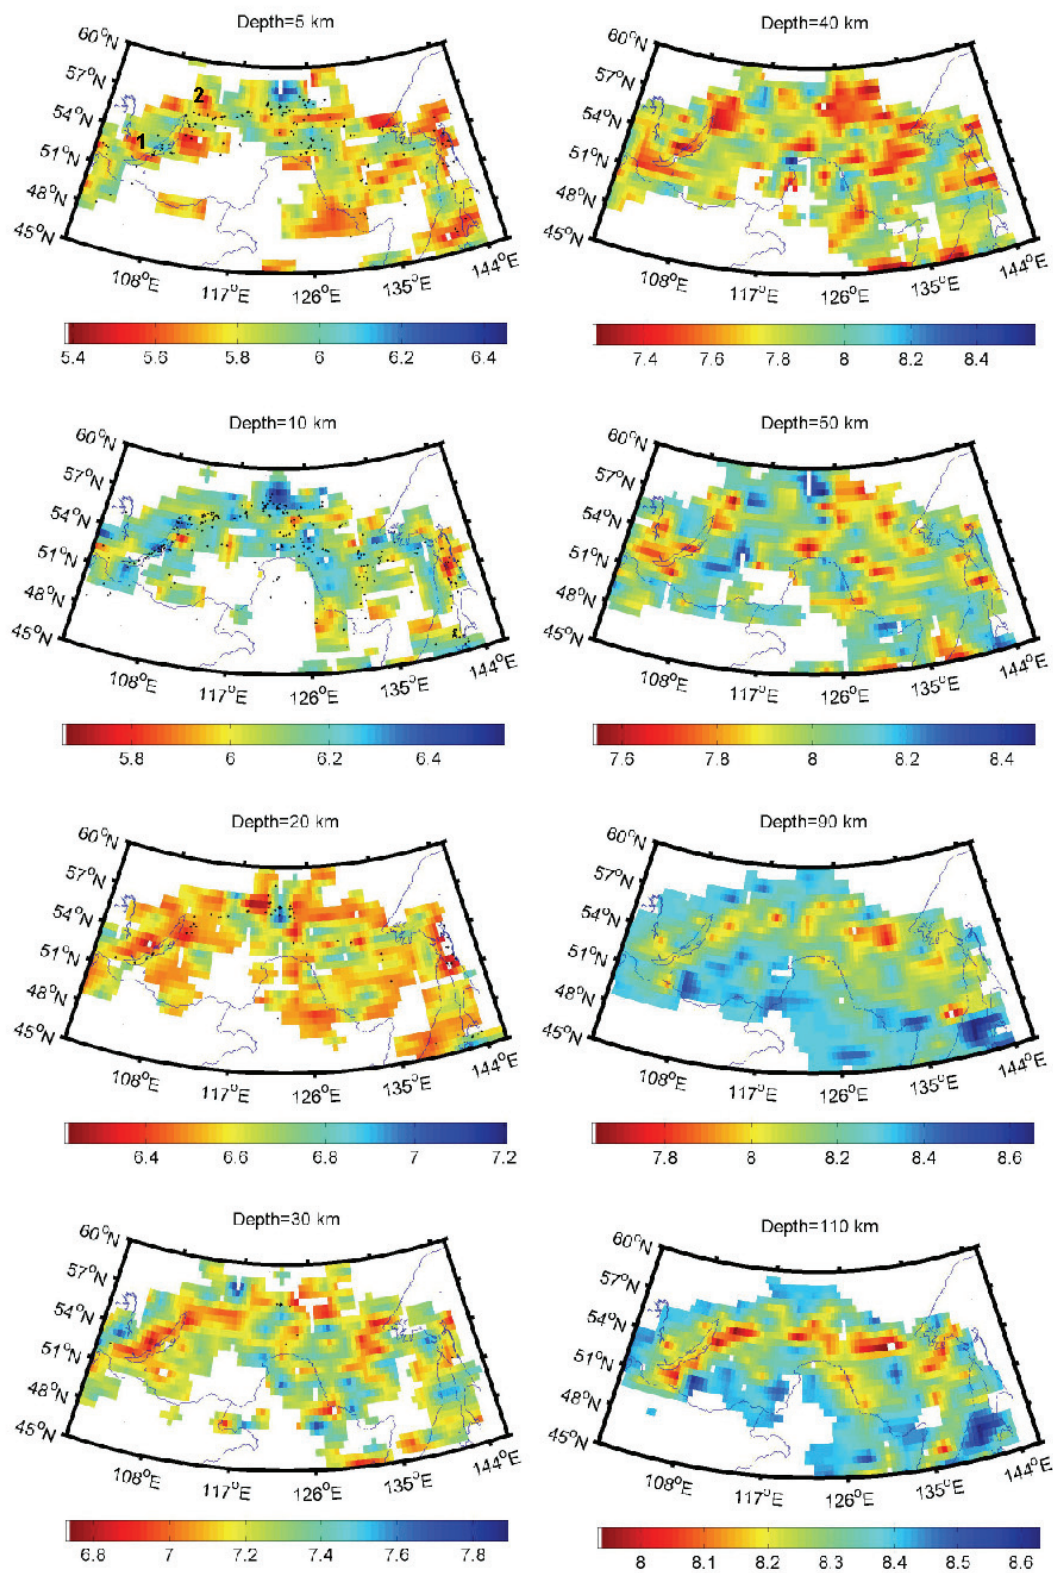 Depth=5 km
60°N
57°N
54°N
51°N
48°N
45°N
2
1
108°E
117°E
126°E
135°E
144°E
5.4 5.6 5.8 6 6.2 6.4
Depth=40 km
60°N
57°N
54°N
51°N
48°N
45°N
108°E
117°E
126°E
135°E
144°E
7.4 7.6 7.8 8 8.2 8.4
Depth=10 km
60°N
57°N
54°N
51°N
48°N
45°N
108°E
117°E
126°E
135°E
144°E
5.8 6 6.2 6.4
Depth=50 km
60°N
57°N
54°N
51°N
48°N
45°N
108°E
117°E
126°E
135°E
144°E
7.6 7.8 8 8.2 8.4
Depth=20 km
60°N
57°N
54°N
51°N
48°N
45°N
108°E
117°E
126°E
135°E
144°E
6.4 6.6 6.8 7 7.2
Depth=90 km
60°N
57°N
54°N
51°N
48°N
45°N
108°E
117°E
126°E
135°E
144°E
7.8 8 8.2 8.4 8.6
Depth=30 km
60°N
57°N
54°N
51°N
48°N
45°N
108°E
117°E
126°E
135°E
144°E
6.8 7 7.2 7.4 7.6 7.8
Depth=110 km
60°N
57°N
54°N
51°N
48°N
45°N
108°E
117°E
126°E
135°E
144°E
8 8.1 8.2 8.3 8.4 8.5 8.6